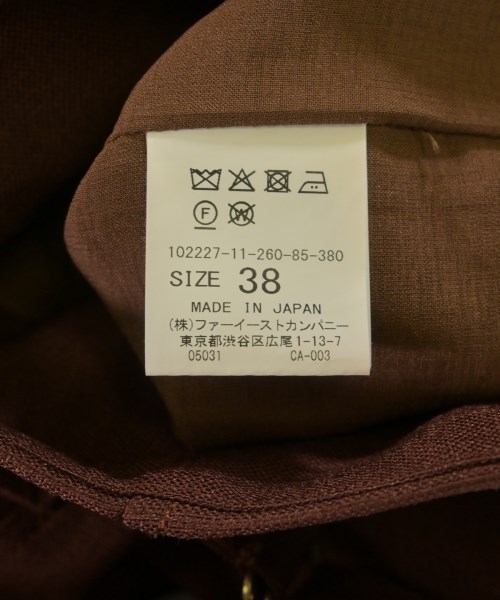 F W
102227-11-260-85-380
SIZE 38
MADE IN JAPAN
(株)ファーイーストカンパニー
東京都渋谷区広尾1-13-7
05031 CA-003